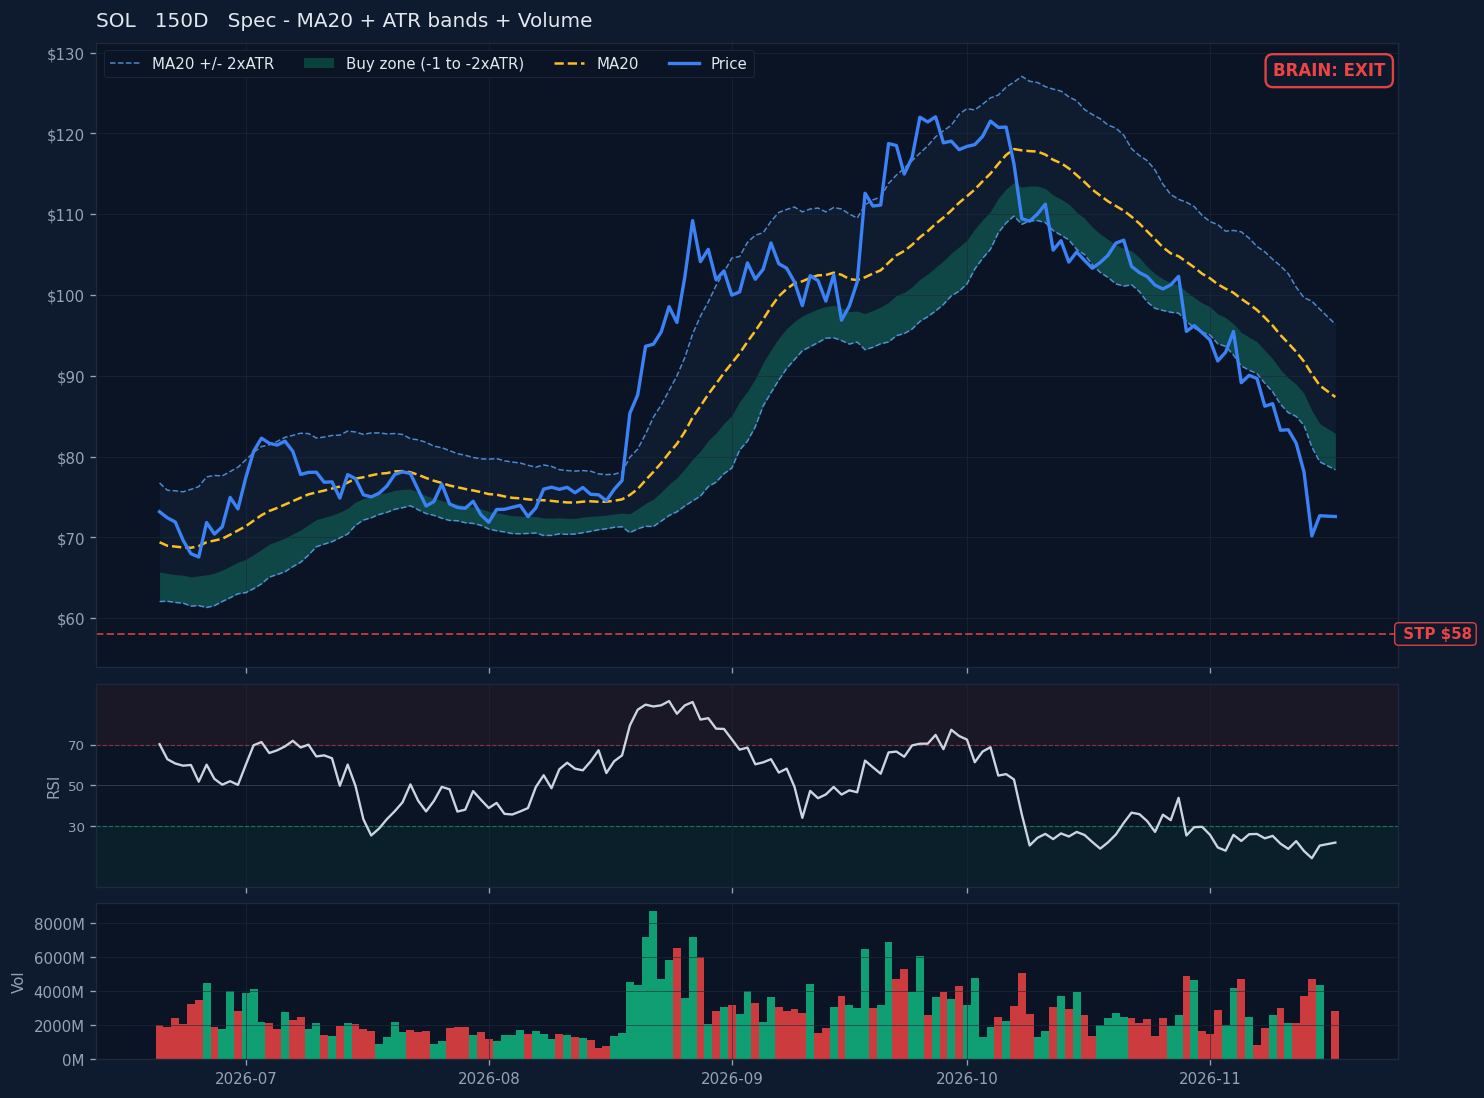 SOL 150D Spec - MA20 + ATR bands + Volume
MA20 +/- 2xATR Buy zone (-1 to -2xATR) MA20 Price
BRAIN: EXIT
$130
$120
$110
$100
$90
$80
$70
$60
STP $58
RSI
70
50
30
Vol
8000M
6000M
4000M
2000M
0M
2026-07 2026-08 2026-09 2026-10 2026-11